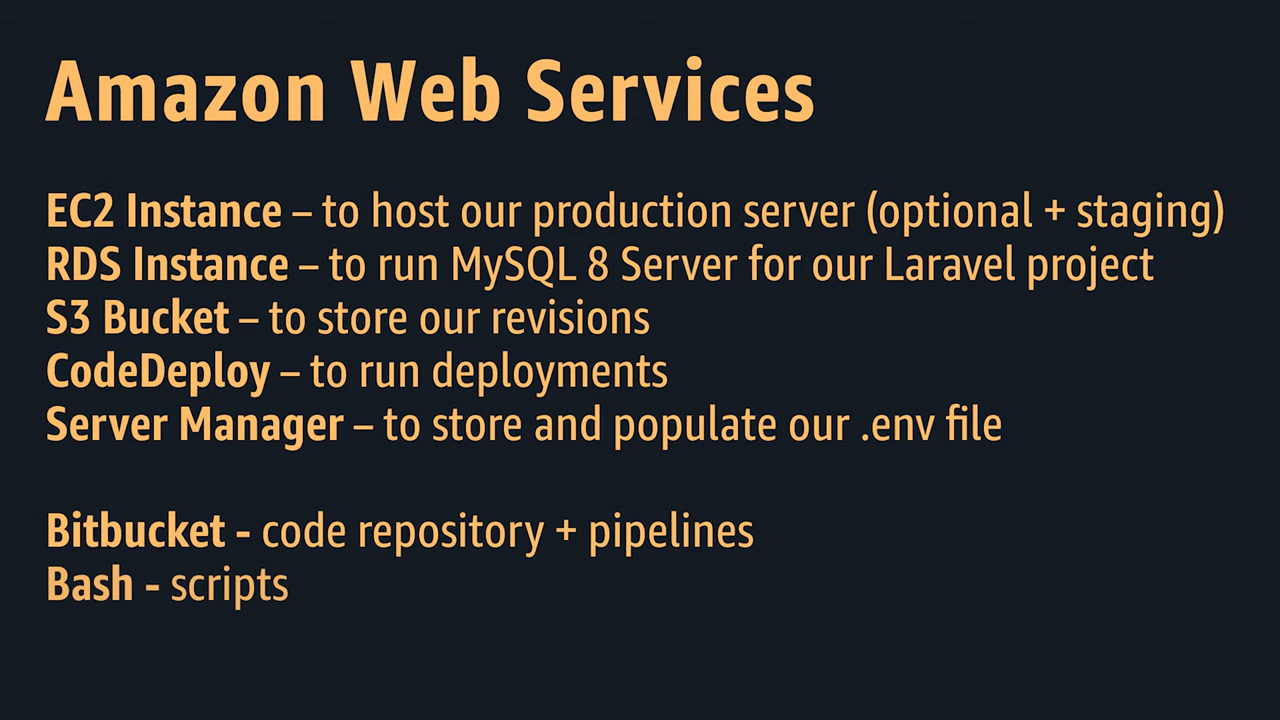 Amazon Web Services
EC2 Instance – to host our production server (optional + staging)
RDS Instance – to run MySQL 8 Server for our Laravel project
S3 Bucket – to store our revisions
CodeDeploy – to run deployments
Server Manager – to store and populate our .env file
Bitbucket - code repository + pipelines
Bash - scripts